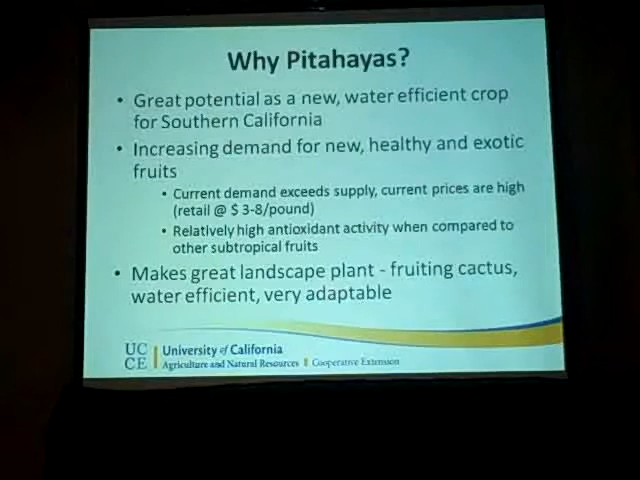 Why Pitahayas?
• Great potential as a new, water efficient crop
for Southern California
• Increasing demand for new, healthy and exotic
fruits
• Current demand exceeds supply, current prices are high
(retail @ $ 3-8/pound)
• Relatively high antioxidant activity when compared to
other subtropical fruits
• Makes great landscape plant - fruiting cactus,
water efficient, very adaptable
UC
CE
University of California
Agriculture and Natural Resources Cooperative Extension